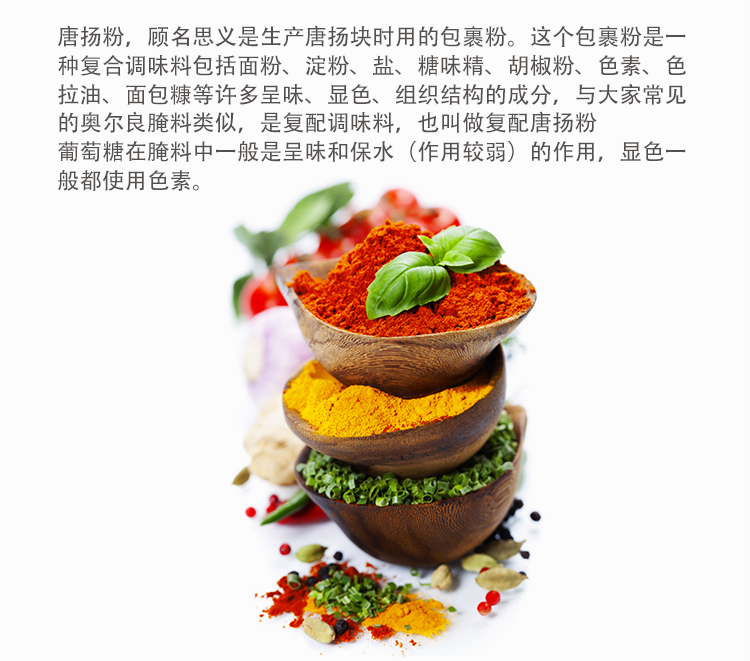 唐扬粉，顾名思义是生产唐扬块时用的包裹粉。这个包裹粉是一
种复合调味料包括面粉、淀粉、盐、糖味精、胡椒粉、色素、色
拉油、面包糠等许多呈味、显色、组织结构的成分，与大家常见
的奥尔良腌料类似，是复配调味料，也叫做复配唐扬粉
葡萄糖在腌料中一般是呈味和保水（作用较弱）的作用，显色一
般都使用色素。